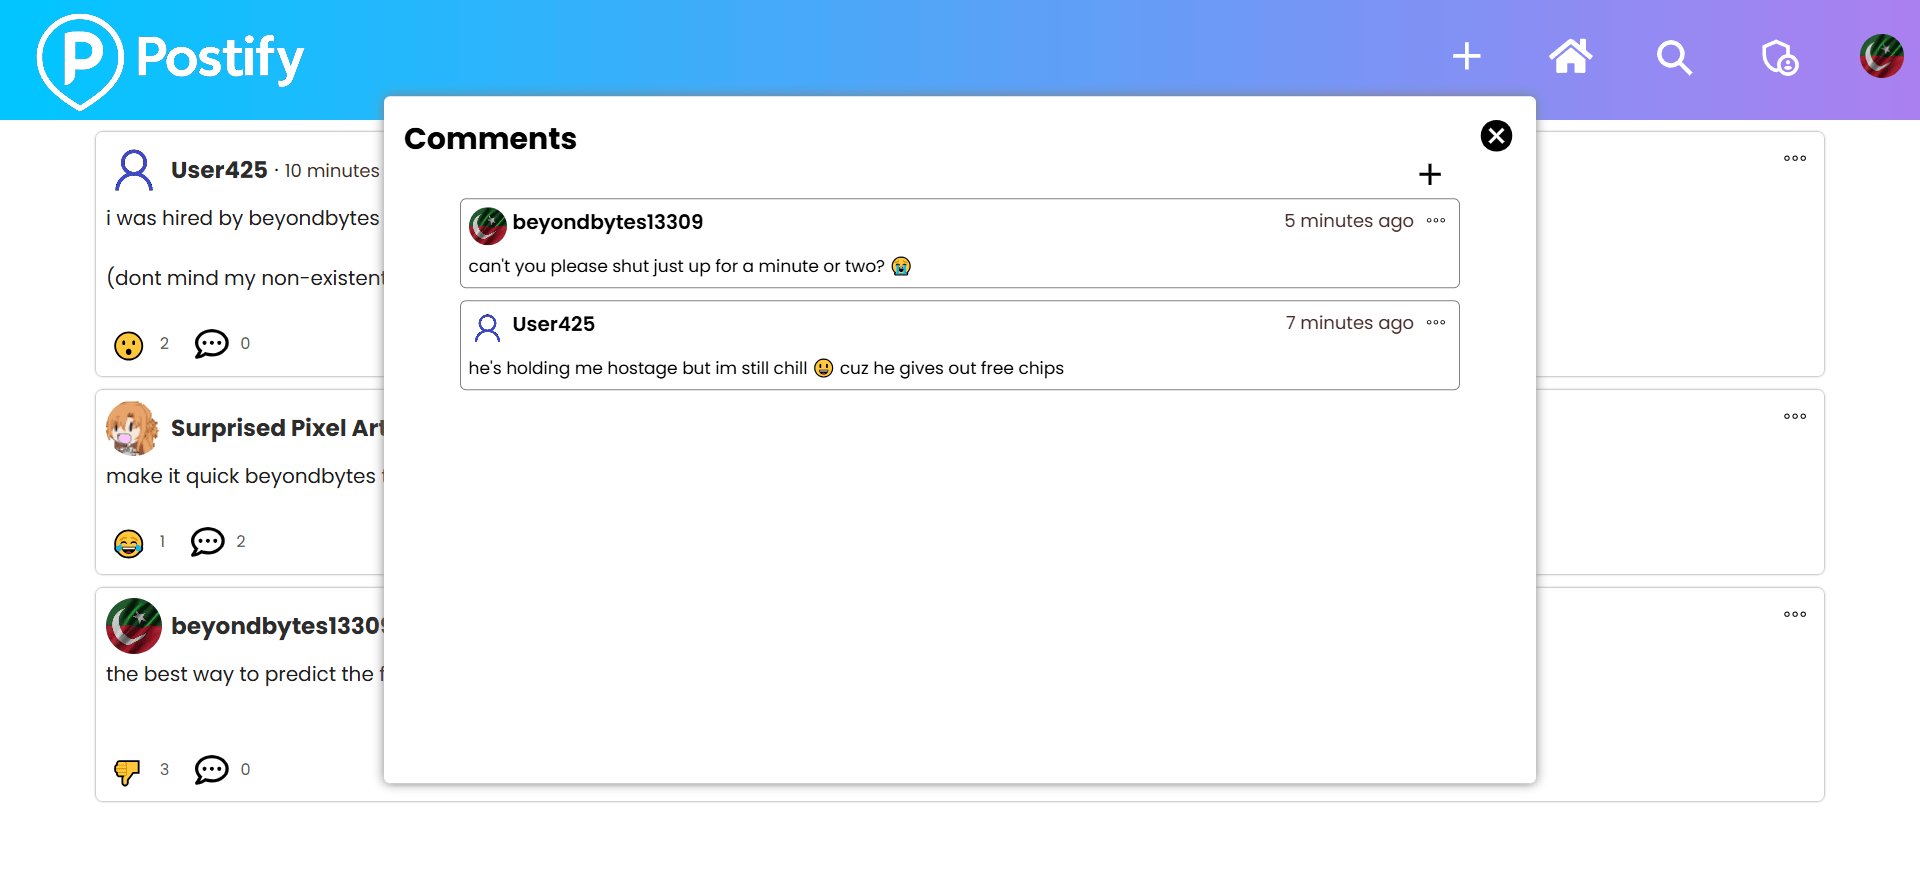 Postify
Comments
User425 · 10 minutes
i was hired by beyondbytes
(dont mind my non-existent
2 0
Surprised Pixel Art
make it quick beyondbytes
1 2
beyondbytes13309
the best way to predict the
3 0
beyondbytes13309 5 minutes ago
can't you please shut just up for a minute or two? 😭
User425 7 minutes ago
he's holding me hostage but im still chill 😃 cuz he gives out free chips